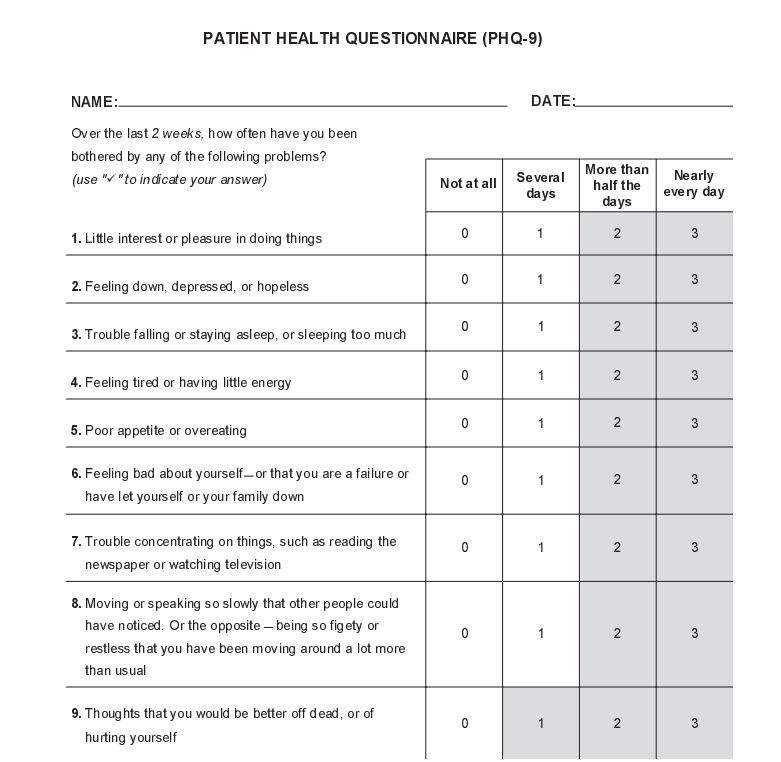 PATIENT HEALTH QUESTIONNAIRE (PHQ-9)
NAME: DATE:
Over the last 2 weeks, how often have you been
bothered by any of the following problems?
(use "✓" to indicate your answer)
Not at all
Several
days
More than
half the
days
Nearly
every day
1. Little interest or pleasure in doing things 0 1 2 3
2. Feeling down, depressed, or hopeless 0 1 2 3
3. Trouble falling or staying asleep, or sleeping too much 0 1 2 3
4. Feeling tired or having little energy 0 1 2 3
5. Poor appetite or overeating 0 1 2 3
6. Feeling bad about yourself—or that you are a failure or
have let yourself or your family down 0 1 2 3
7. Trouble concentrating on things, such as reading the
newspaper or watching television 0 1 2 3
8. Moving or speaking so slowly that other people could
have noticed. Or the opposite—being so figety or
restless that you have been moving around a lot more
than usual 0 1 2 3
9. Thoughts that you would be better off dead, or of
hurting yourself 0 1 2 3